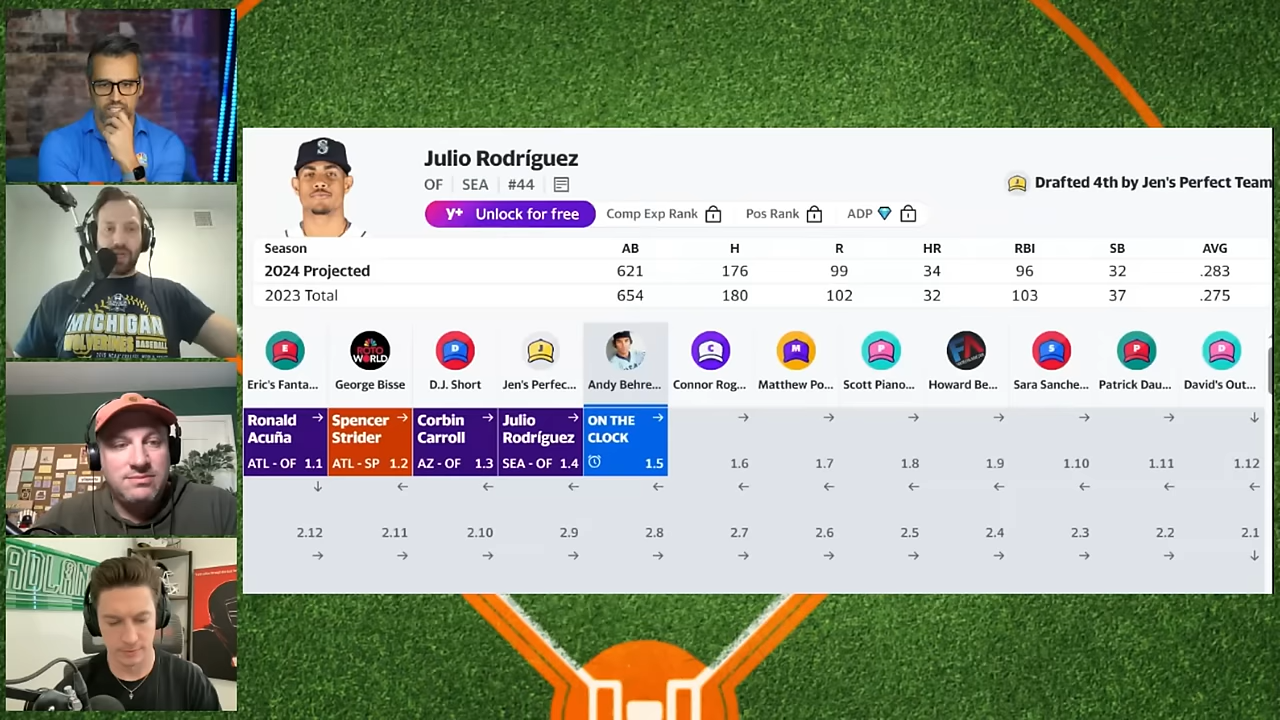 Julio Rodríguez
OF SEA #44
Drafted 4th by Jen's Perfect Team
y+ Unlock for free Comp Exp Rank Pos Rank ADP
Season AB H R HR RBI SB AVG
2024 Projected 621 176 99 34 96 32 .283
2023 Total 654 180 102 32 103 37 .275
E ROTO WORLD D J C M P FA S P D
Eric's Fanta... George Bisse D.J. Short Jen's Perfec... Andy Behre... Connor Rog... Matthew Po... Scott Piano... Howard Be... Sara Sanche... Patrick Dau... David's Out...
Ronald → Spencer → Corbin → Julio → ON THE → → → → → → → ↓
Acuña Strider Carroll Rodríguez CLOCK
ATL - OF 1.1 ATL - SP 1.2 AZ - OF 1.3 SEA - OF 1.4 1.5 1.6 1.7 1.8 1.9 1.10 1.11 1.12
↓ ← ← ← ← ← ← ← ← ← ← ←
2.12 2.11 2.10 2.9 2.8 2.7 2.6 2.5 2.4 2.3 2.2 2.1
→ → → → → → → → → → → ↓
S
MICHIGAN
WOLVERINES
BASEBALL